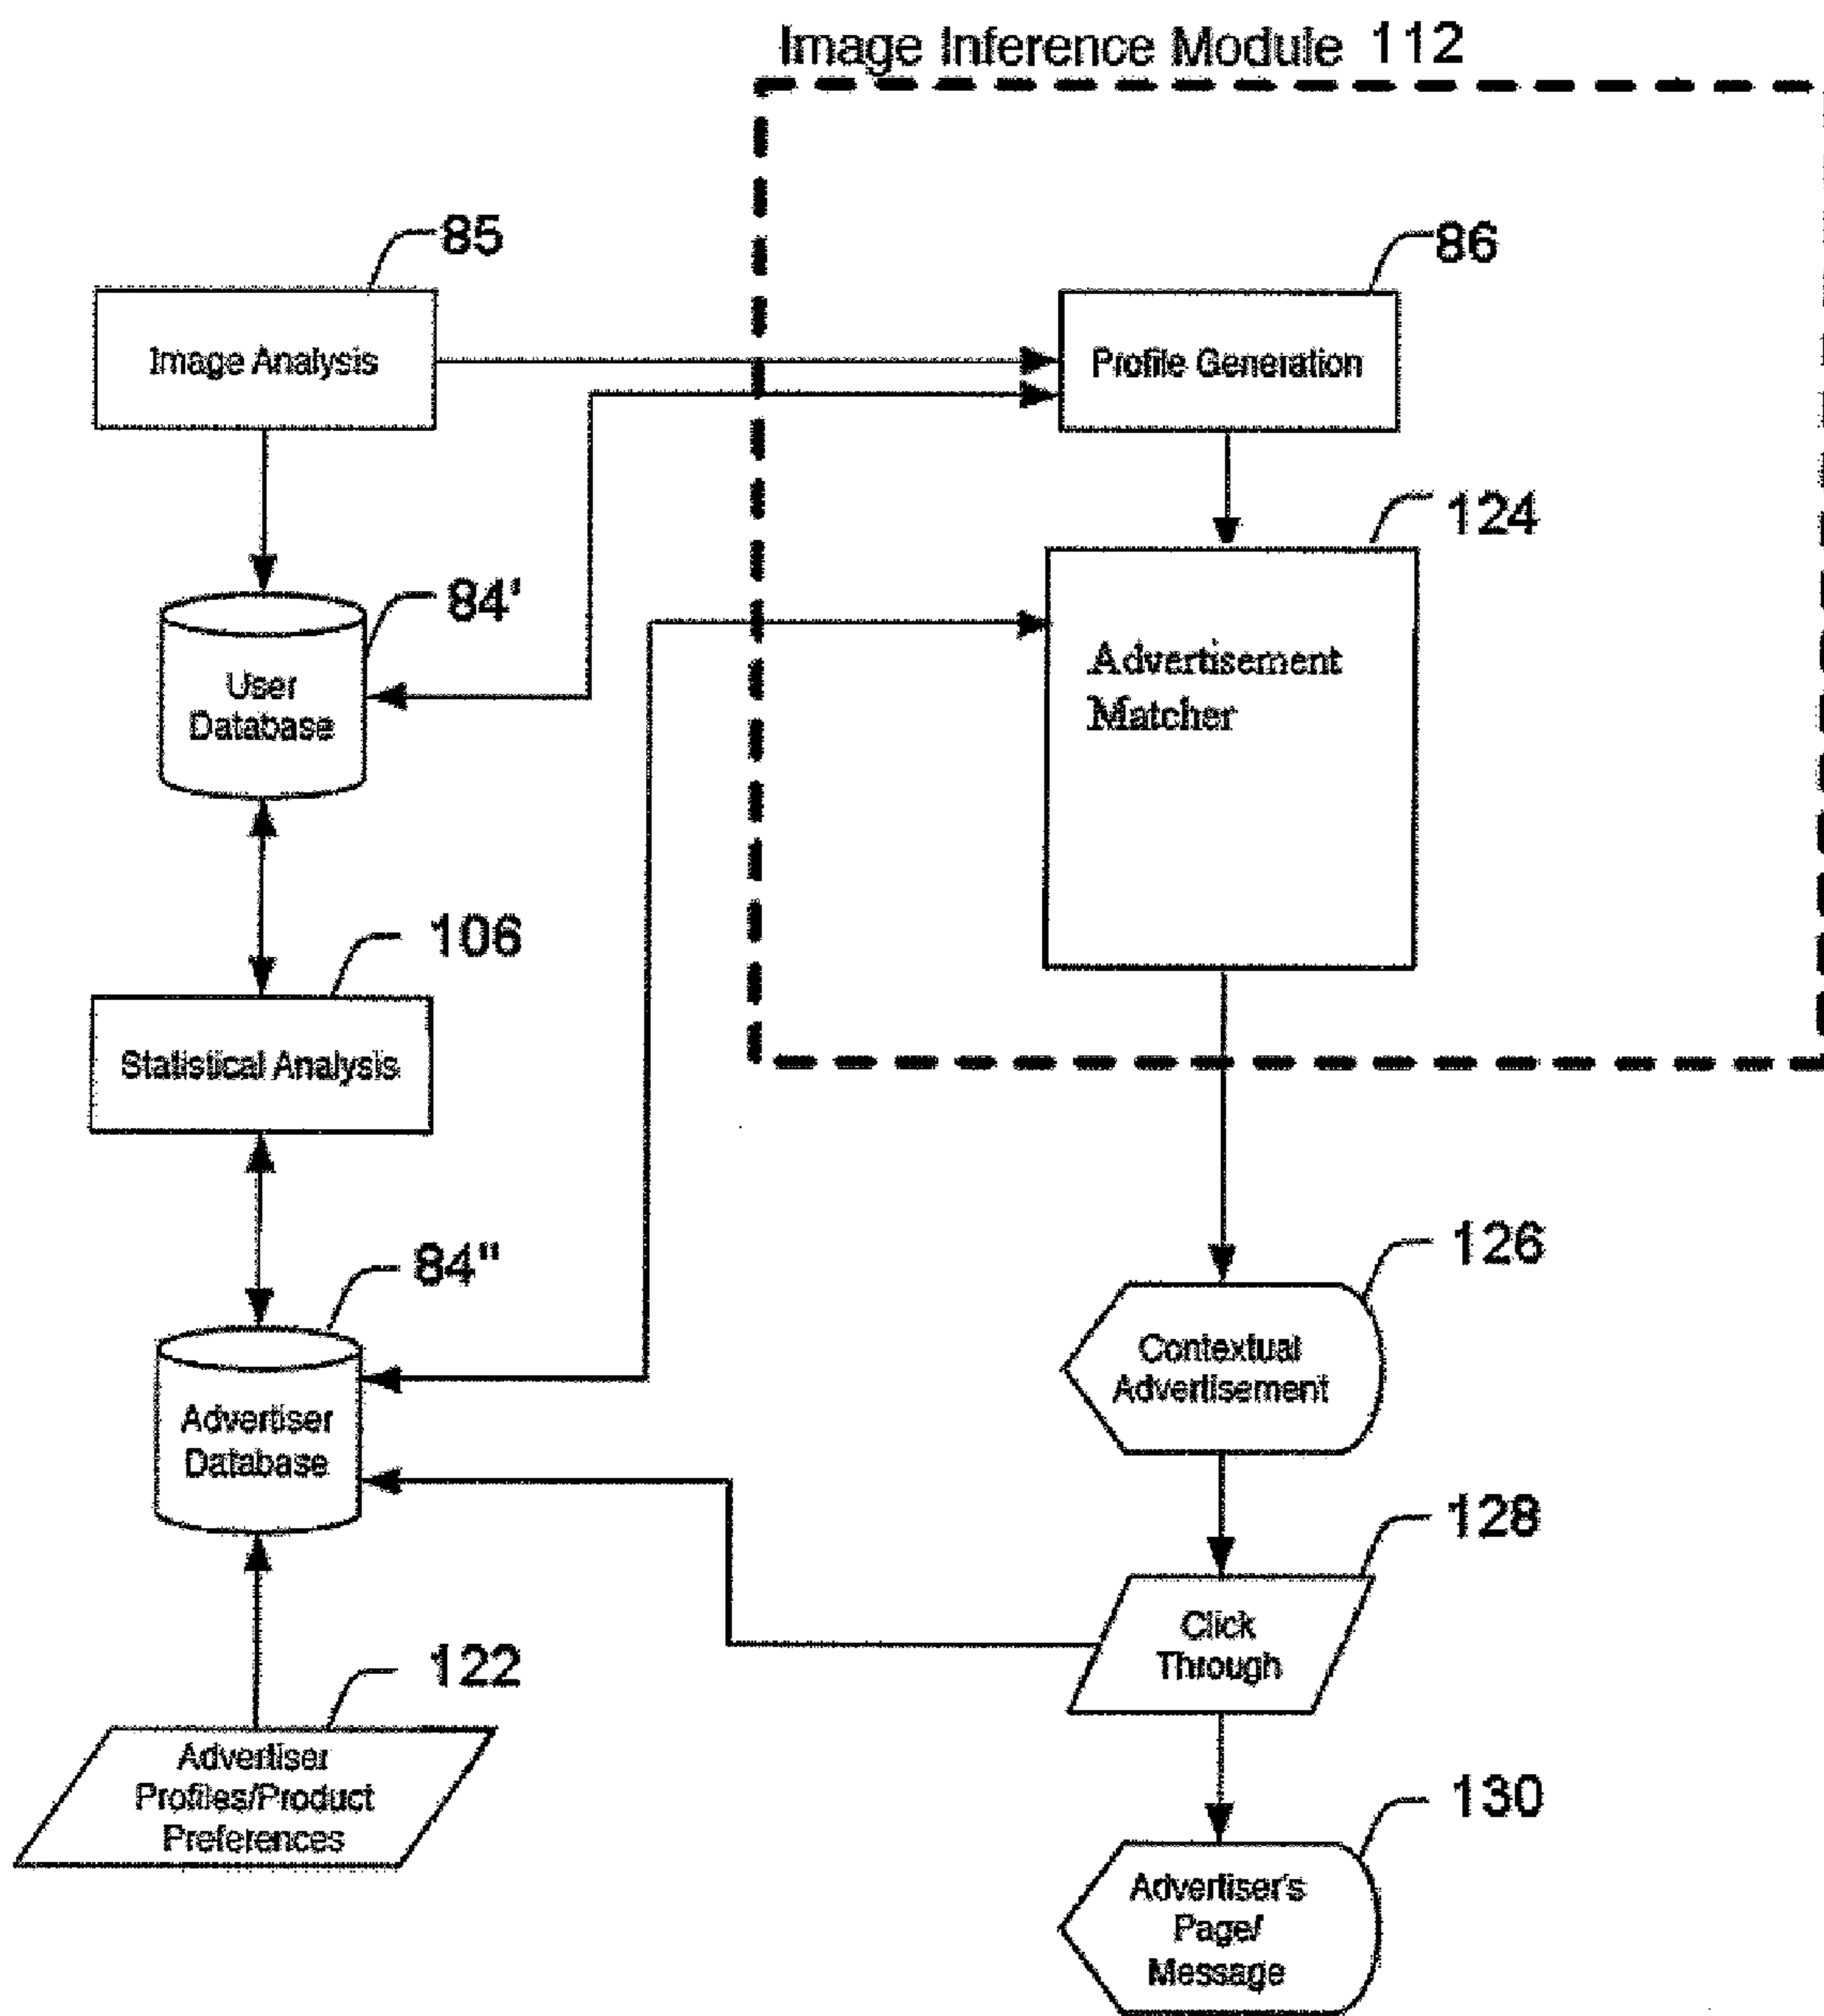 Image Inference Module 112
85
Image Analysis
86
Profile Generation
124
Advertisement
Matcher
84'
User
Database
106
Statistical Analysis
84"
Advertiser
Database
126
Contextual
Advertisement
128
Click
Through
122
Advertiser
Profiles/Product
Preferences
130
Advertiser's
Page/
Message